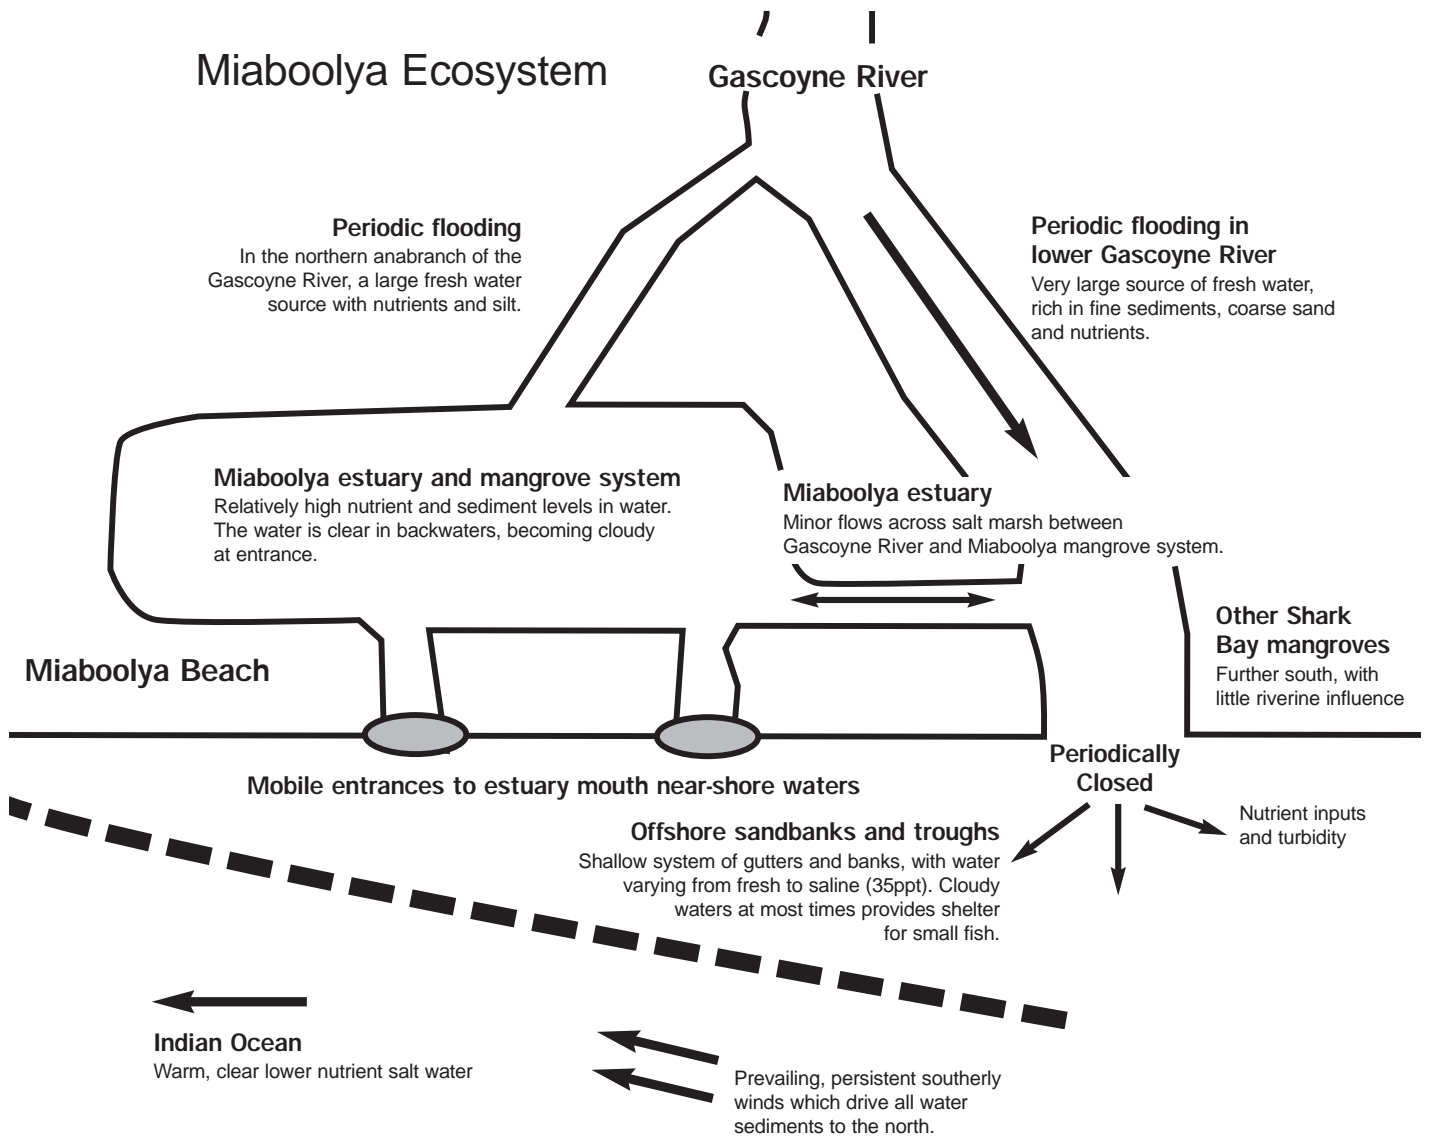 Miaboolya Ecosystem
Gascoyne River
Periodic flooding
In the northern anabranch of the
Gascoyne River, a large fresh water
source with nutrients and silt.
Periodic flooding in
lower Gascoyne River
Very large source of fresh water,
rich in fine sediments, coarse sand
and nutrients.
Miaboolya estuary and mangrove system
Relatively high nutrient and sediment levels in water.
The water is clear in backwaters, becoming cloudy
at entrance.
Miaboolya estuary
Minor flows across salt marsh between
Gascoyne River and Miaboolya mangrove system.
Other Shark
Bay mangroves
Further south, with
little riverine influence
Miaboolya Beach
Mobile entrances to estuary mouth near-shore waters
Periodically
Closed
Nutrient inputs
and turbidity
Offshore sandbanks and troughs
Shallow system of gutters and banks, with water
varying from fresh to saline (35ppt). Cloudy
waters at most times provides shelter
for small fish.
Indian Ocean
Warm, clear lower nutrient salt water
Prevailing, persistent southerly
winds which drive all water
sediments to the north.